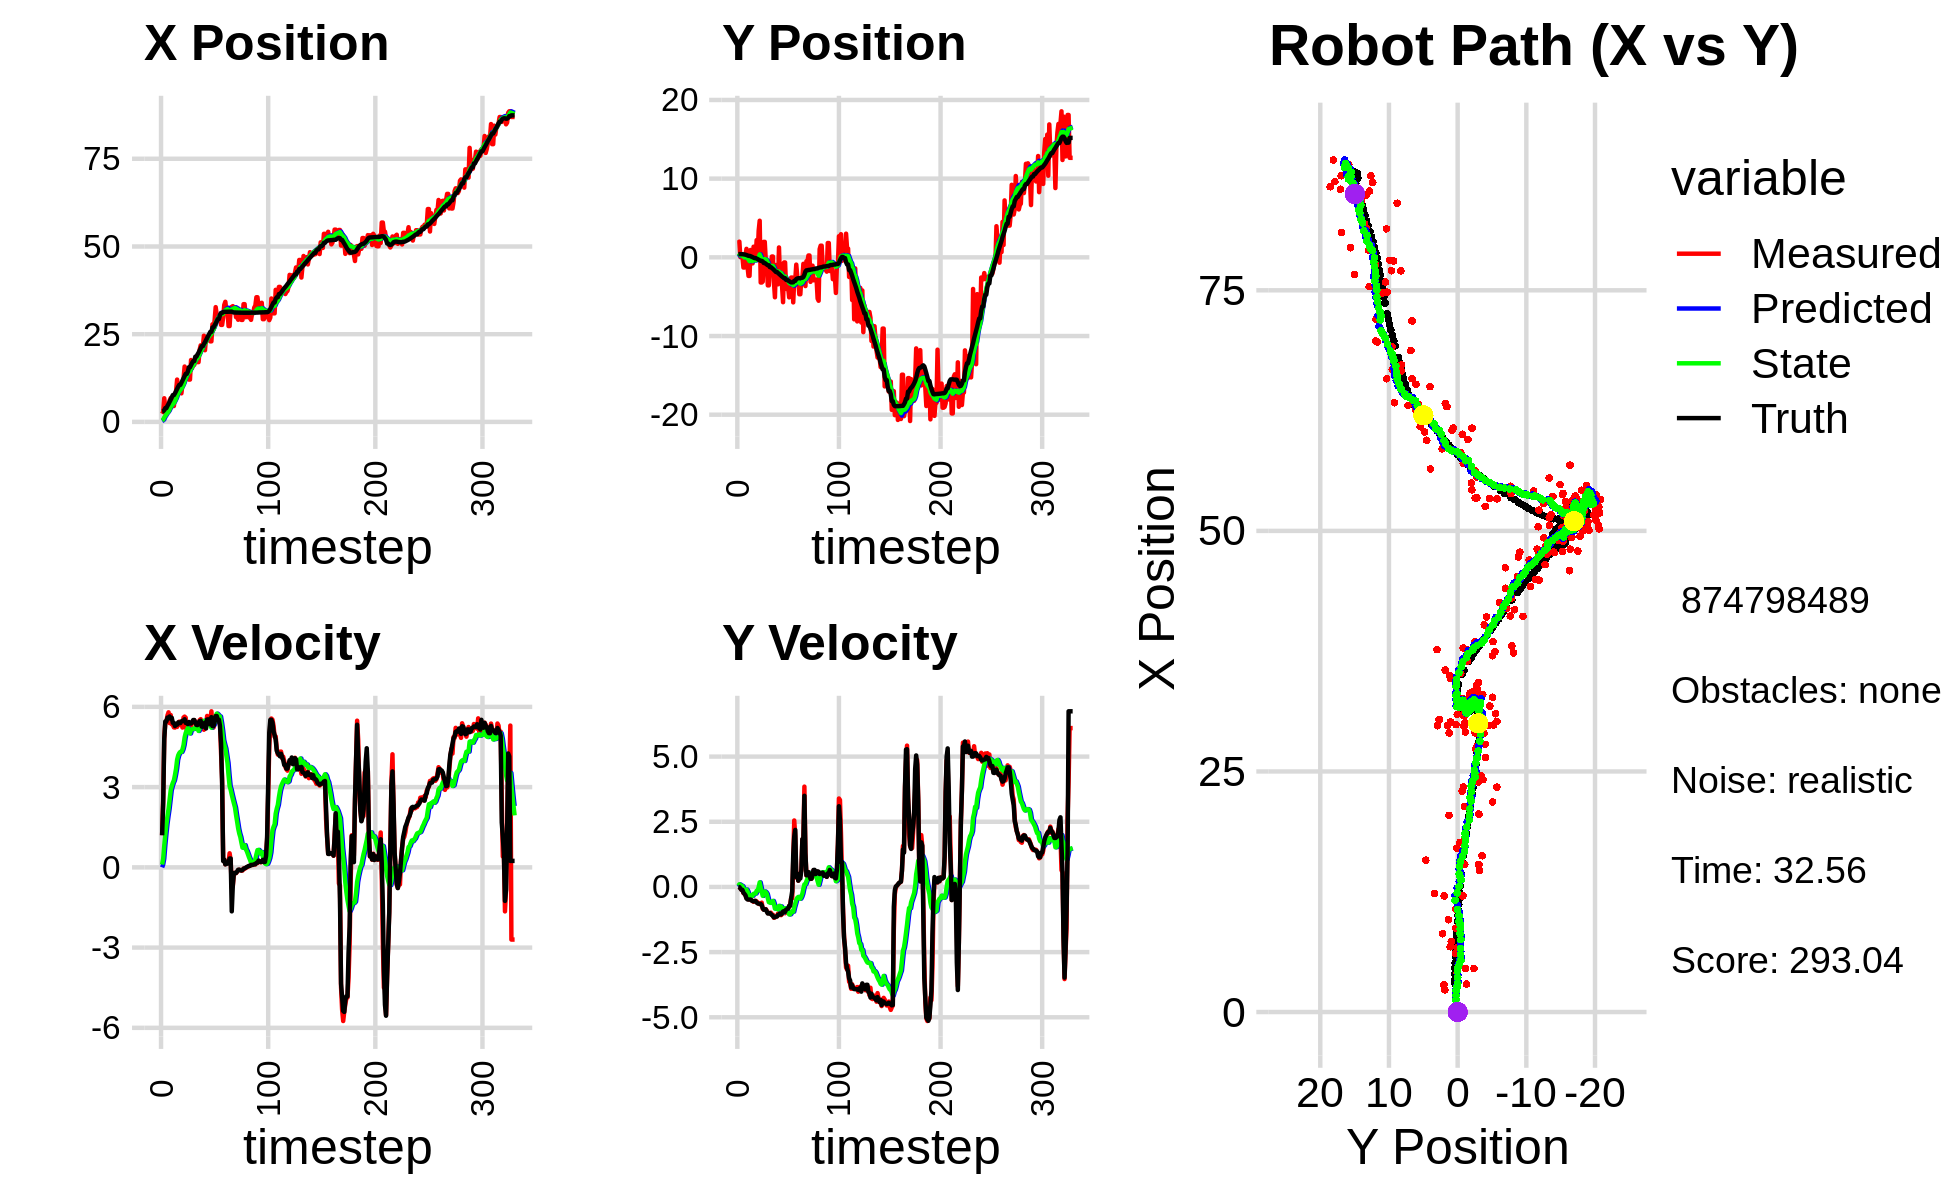 X Position
75
50
25
0
0
100
200
300
timestep
Y Position
20
10
0
-10
-20
0
100
200
300
timestep
X Velocity
6
3
0
-3
-6
0
100
200
300
timestep
Y Velocity
5.0
2.5
0.0
-2.5
-5.0
0
100
200
300
timestep
Robot Path (X vs Y)
X Position
75
50
25
0
20 10 0 -10 -20
Y Position
variable
Measured
Predicted
State
Truth
874798489
Obstacles: none
Noise: realistic
Time: 32.56
Score: 293.04